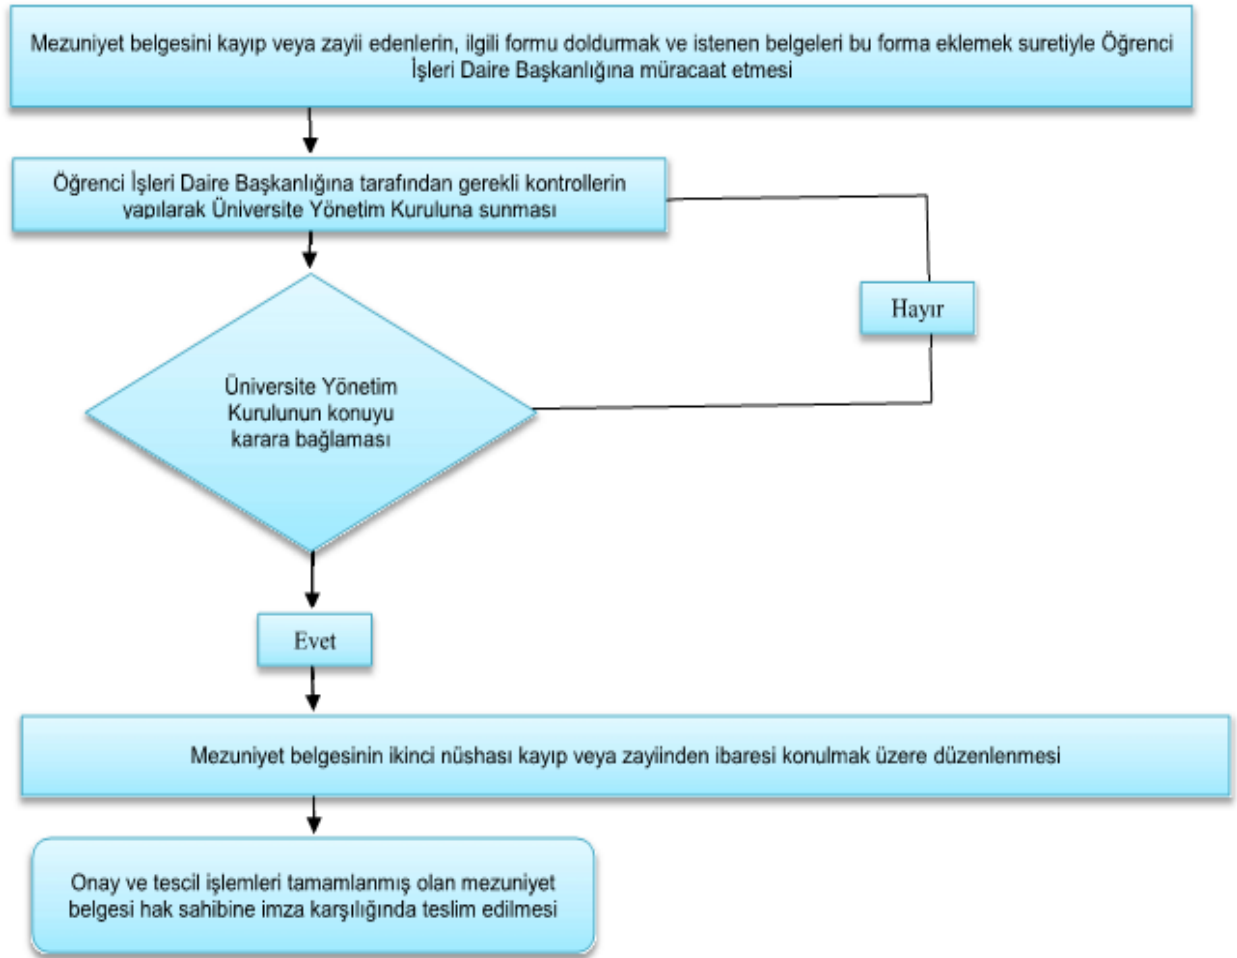 Mezuniyet belgesini kayıp veya zayii edenlerin, ilgili formu doldurmak ve istenen belgeleri bu forma eklemek suretiyle Öğrenci
İşleri Daire Başkanlığına müracaat etmesi
Öğrenci İşleri Daire Başkanlığına tarafından gerekli kontrollerin
yapılarak Üniversite Yönetim Kuruluna sunması
Hayır
Üniversite Yönetim
Kurulunun konuyu
karara bağlaması
Evet
Mezuniyet belgesinin ikinci nüshası kayıp veya zayiinden ibaresi konulmak üzere düzenlenmesi
Onay ve tescil işlemleri tamamlanmış olan mezuniyet
belgesi hak sahibine imza karşılığında teslim edilmesi